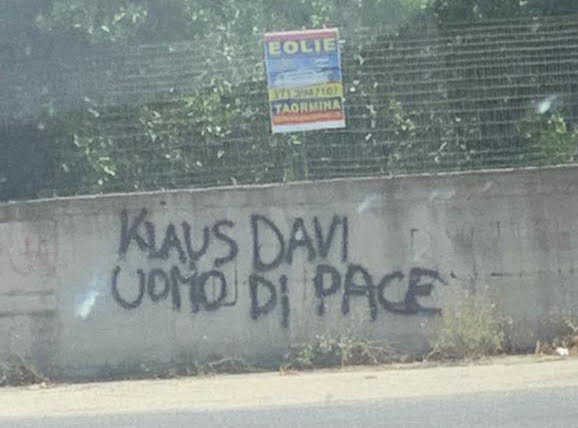 EOLIE
TAORMINA
KLAUS DAVI
UOMO DI PACE